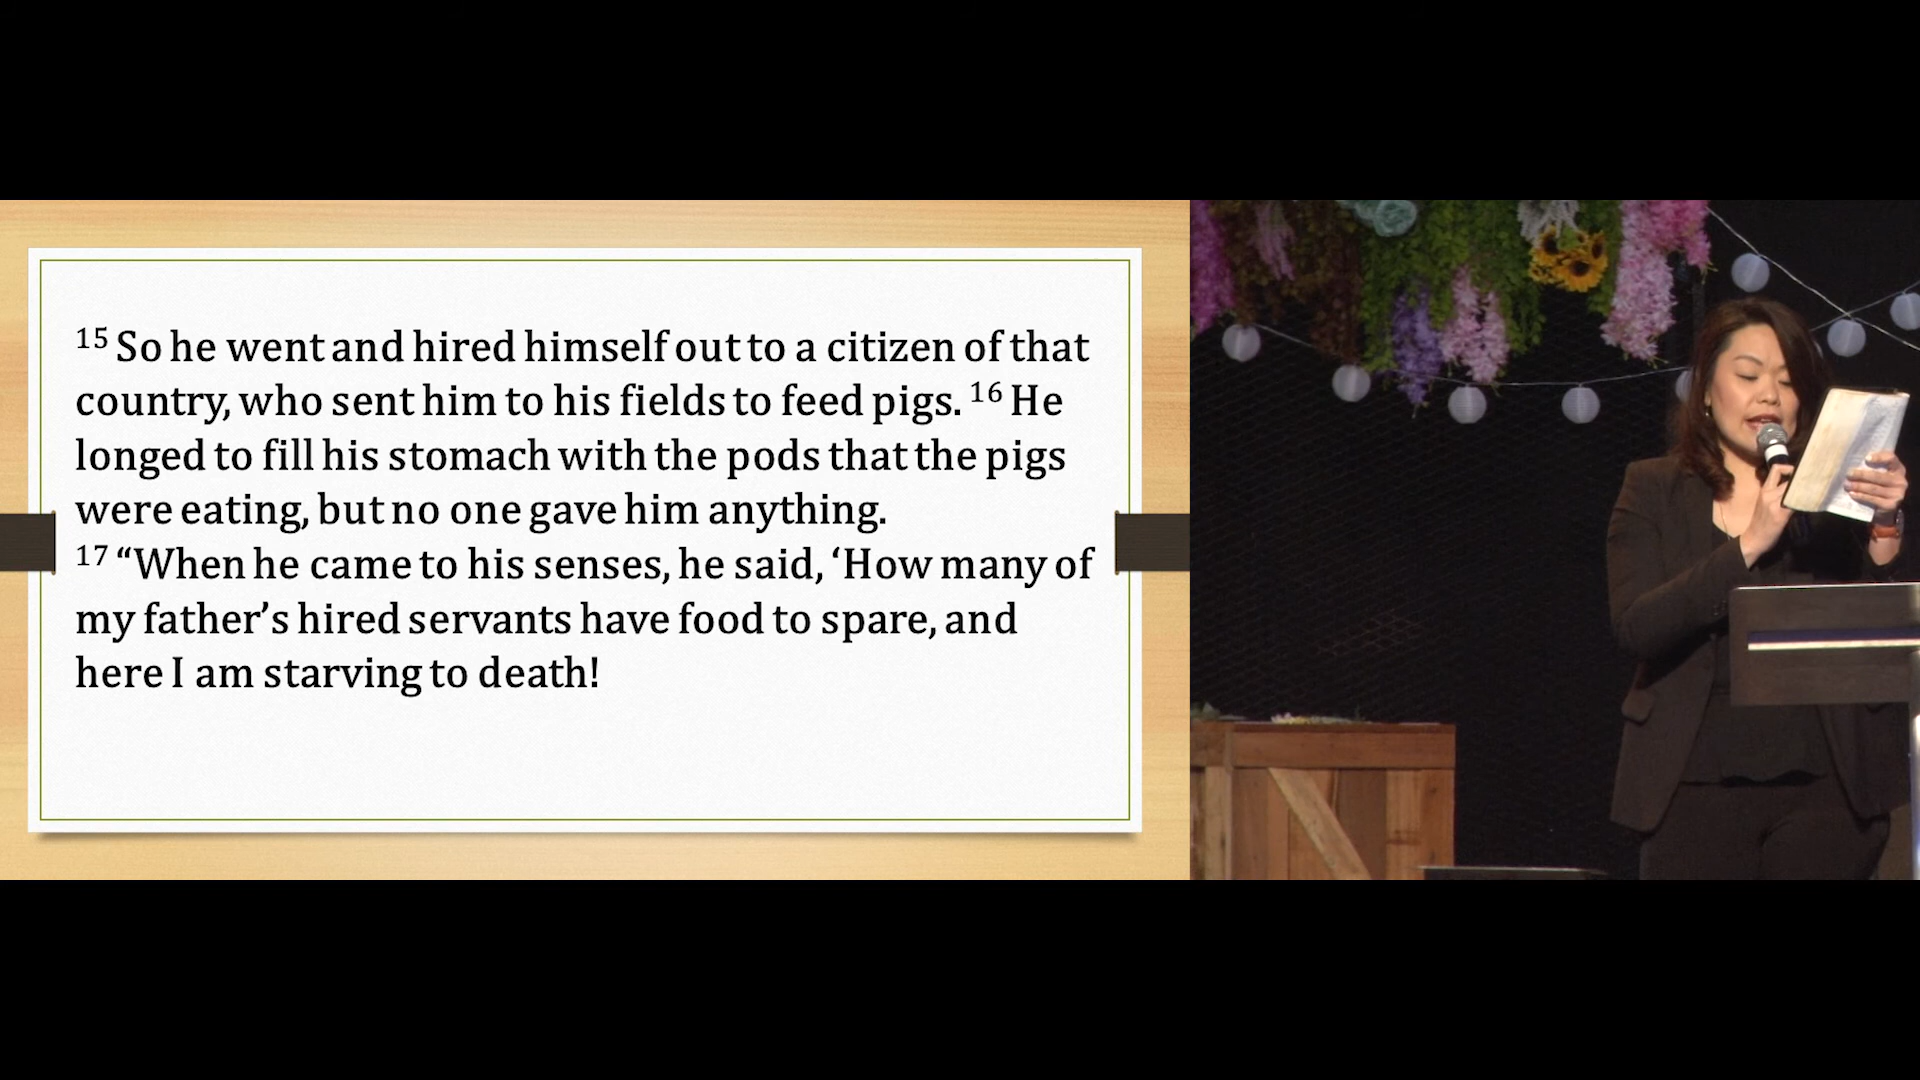 15 So he went and hired himself out to a citizen of that
country, who sent him to his fields to feed pigs. 16 He
longed to fill his stomach with the pods that the pigs
were eating, but no one gave him anything.
17 “When he came to his senses, he said, ‘How many of
my father’s hired servants have food to spare, and
here I am starving to death!